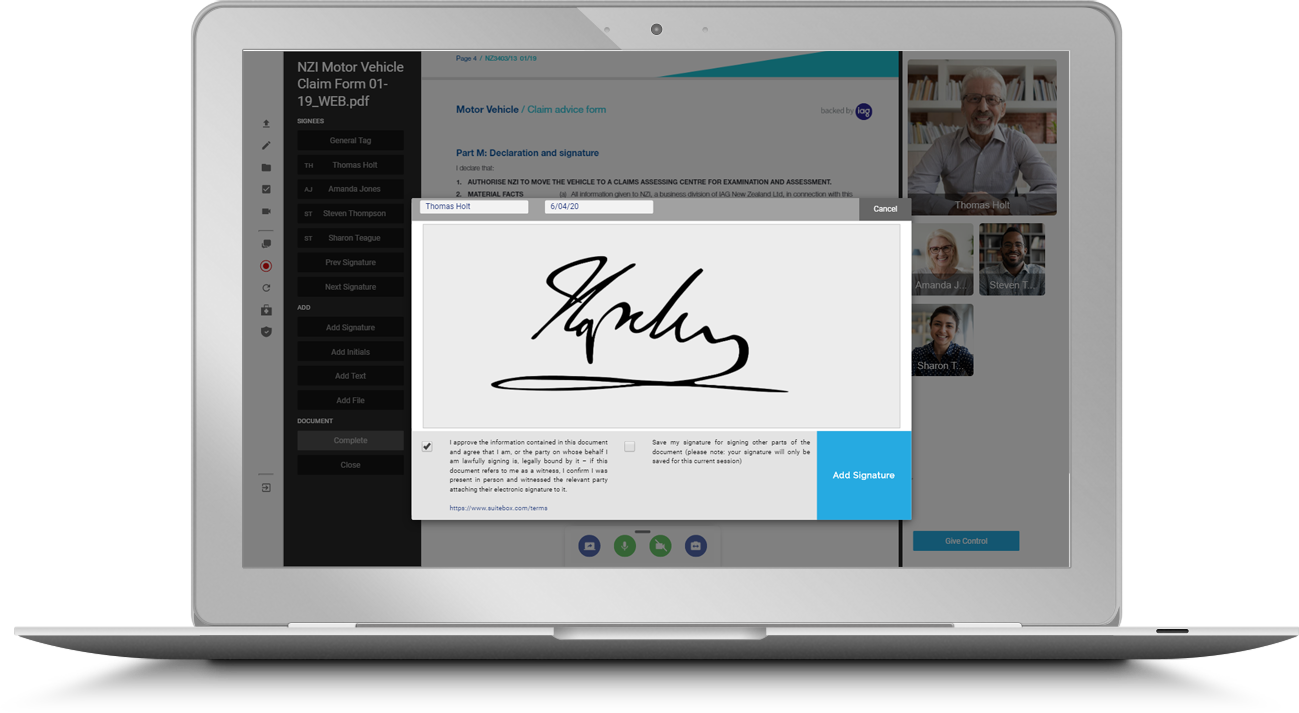 NZI Motor Vehicle
Claim Form 01-
19_WEB.pdf
SIGNEES
General Tag
TH Thomas Holt
AJ Amanda Jones
ST Steven Thompson
ST Sharon Teague
Prev Signature
Next Signature
ADD
Add Signature
Add Initials
Add Text
Add File
DOCUMENT
Complete
Close
Page 4 / NZ3403/13 01/19
Motor Vehicle / Claim advice form
backed by iag
Part M: Declaration and signature
I declare that:
1. AUTHORISE NZI TO MOVE THE VEHICLE TO A CLAIMS ASSESSING CENTRE FOR EXAMINATION AND ASSESSMENT.
2. MATERIAL FACTS (i) All information given to NZI, a business division of IAG New Zealand Ltd, in connection with this
Thomas Holt 6/04/20 Cancel
I approve the information contained in this document
and agree that I am, or the party on whose behalf I
am lawfully signing is, legally bound by it – if this
document refers to me as a witness, I confirm I was
present in person and witnessed the relevant party
attaching their electronic signature to it.
https://www.suitebox.com/terms
Save my signature for signing other parts of the
document (please note: your signature will only be
saved for this current session)
Add Signature
Thomas Holt
Amanda J...
Steven T...
Sharon T...
Give Control